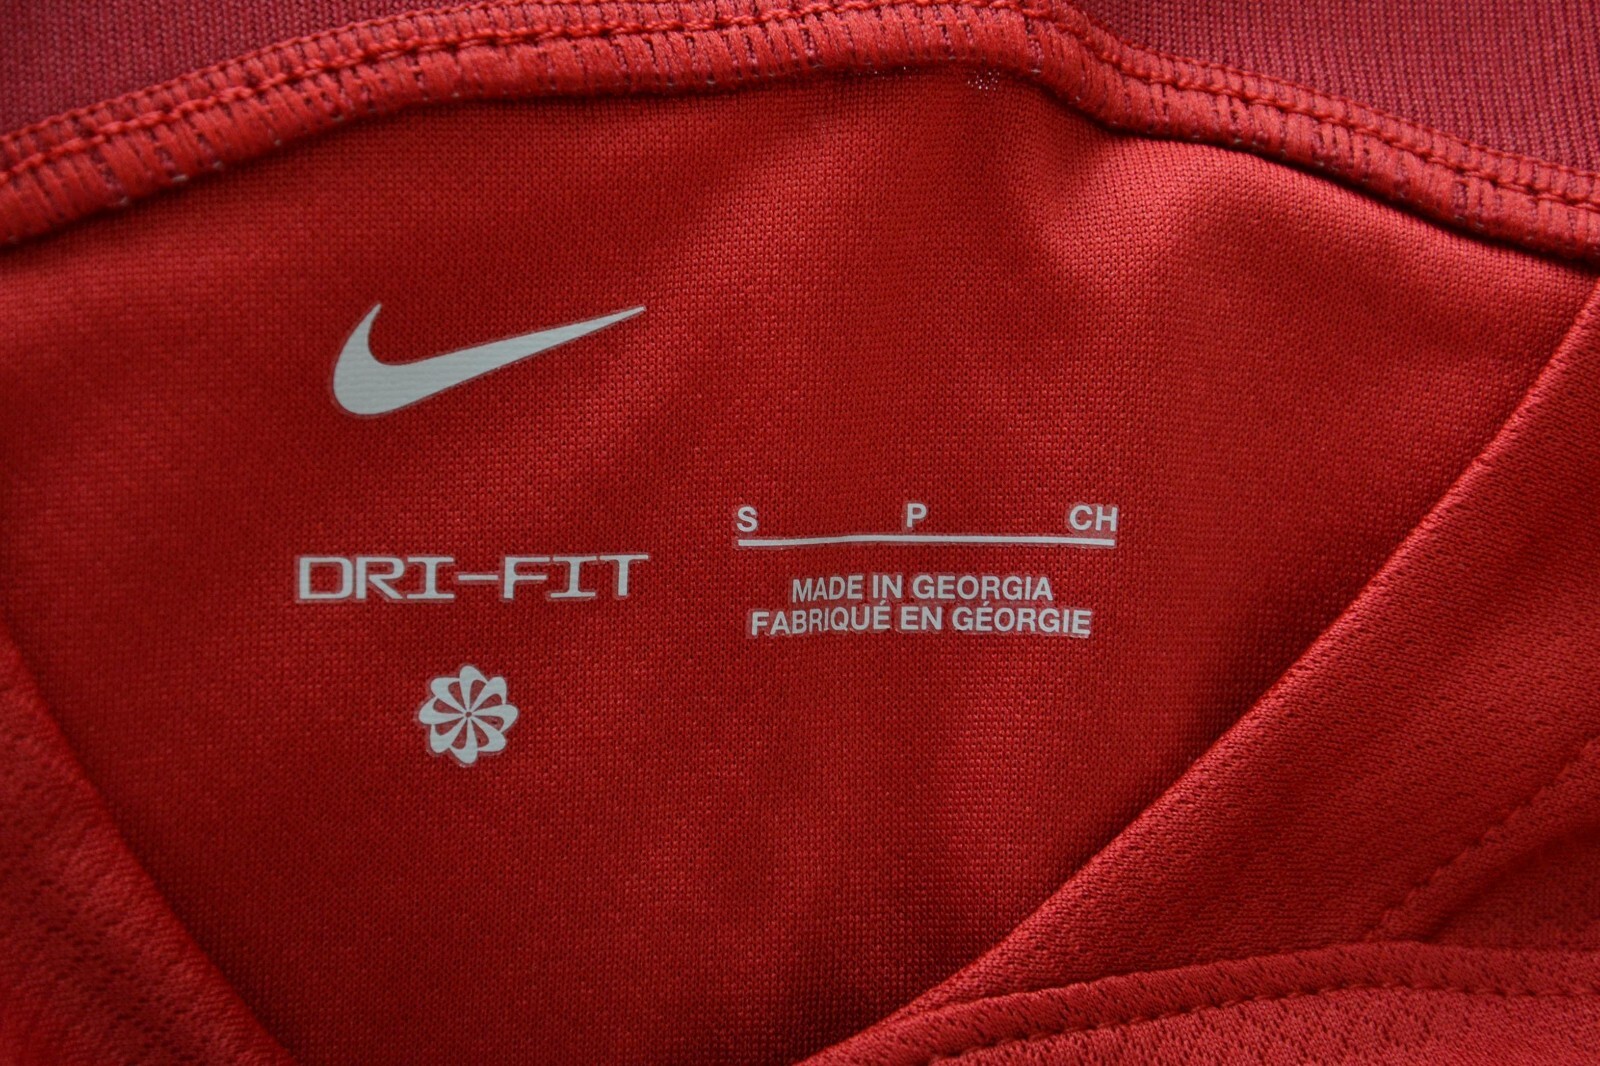 DRI-FIT
S P CH
MADE IN GEORGIA
FABRIQUÉ EN GÉORGIE